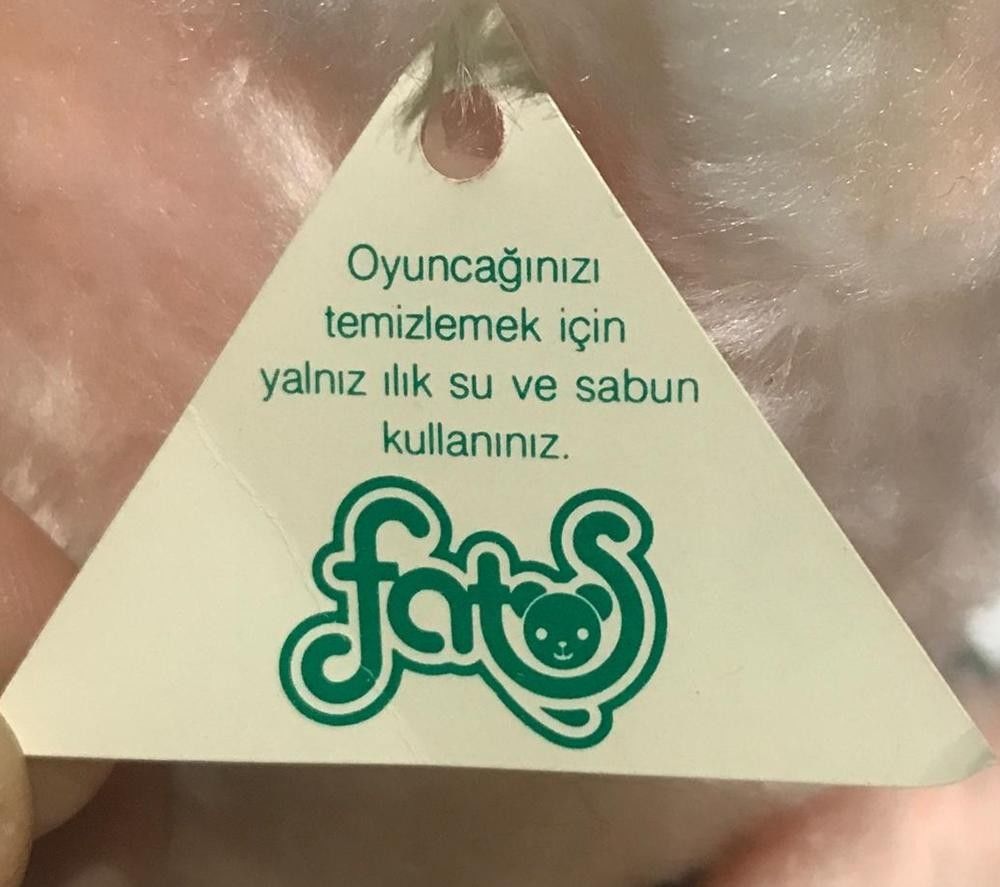 Oyuncağınızı
temizlemek için
yalnız ılık su ve sabun
kullanınız.
fatoş